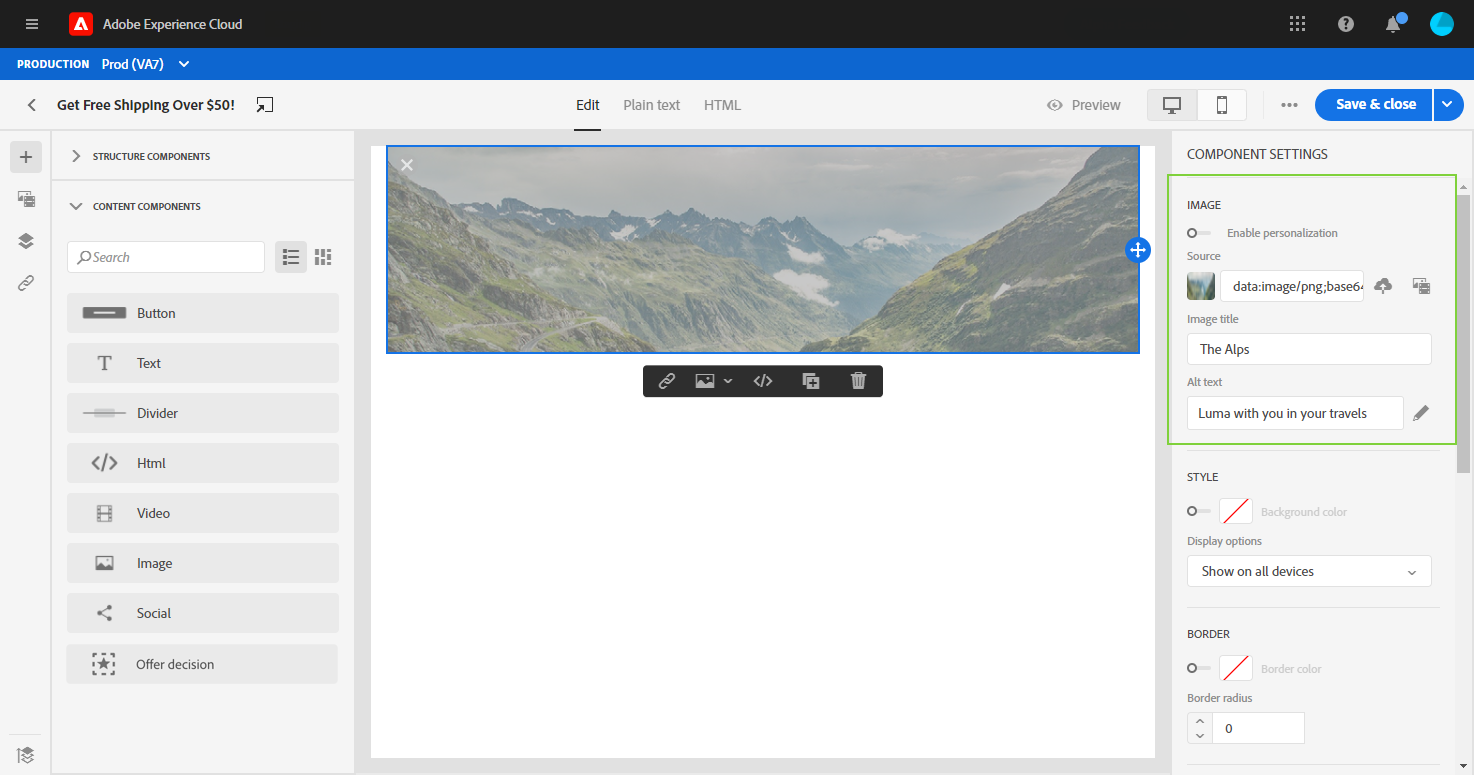 Adobe Experience Cloud
PRODUCTION Prod (VA7)
Get Free Shipping Over $50!
Edit Plain text HTML
Preview
Save & close
STRUCTURE COMPONENTS
CONTENT COMPONENTS
Search
Button
Text
Divider
Html
Video
Image
Social
Offer decision
COMPONENT SETTINGS
IMAGE
Enable personalization
Source
data:image/png;base64
Image title
The Alps
Alt text
Luma with you in your travels
STYLE
Background color
Display options
Show on all devices
BORDER
Border color
Border radius
0